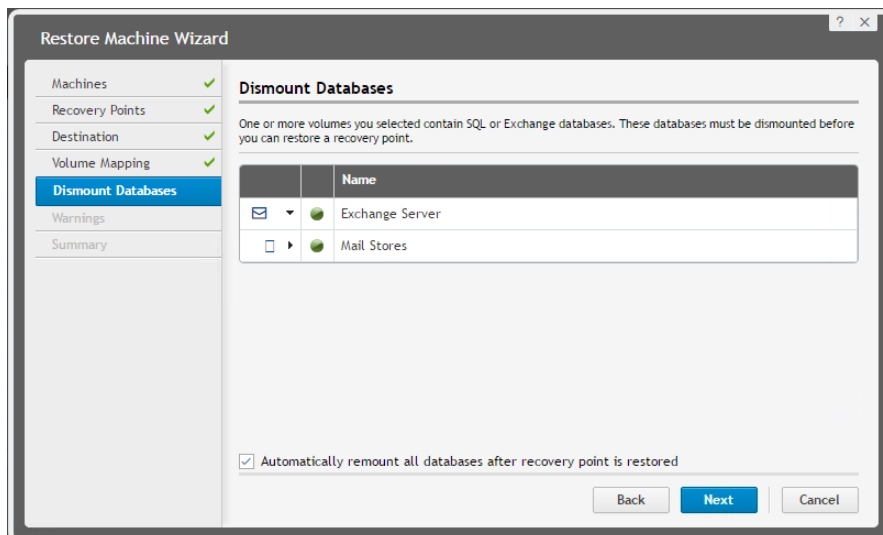 ? ×
Restore Machine Wizard
Machines
Recovery Points
Destination
Volume Mapping
Dismount Databases
Warnings
Summary
Dismount Databases
One or more volumes you selected contain SQL or Exchange databases. These databases must be dismounted before
you can restore a recovery point.
Name
Exchange Server
Mail Stores
Automatically remount all databases after recovery point is restored
Back
Next
Cancel